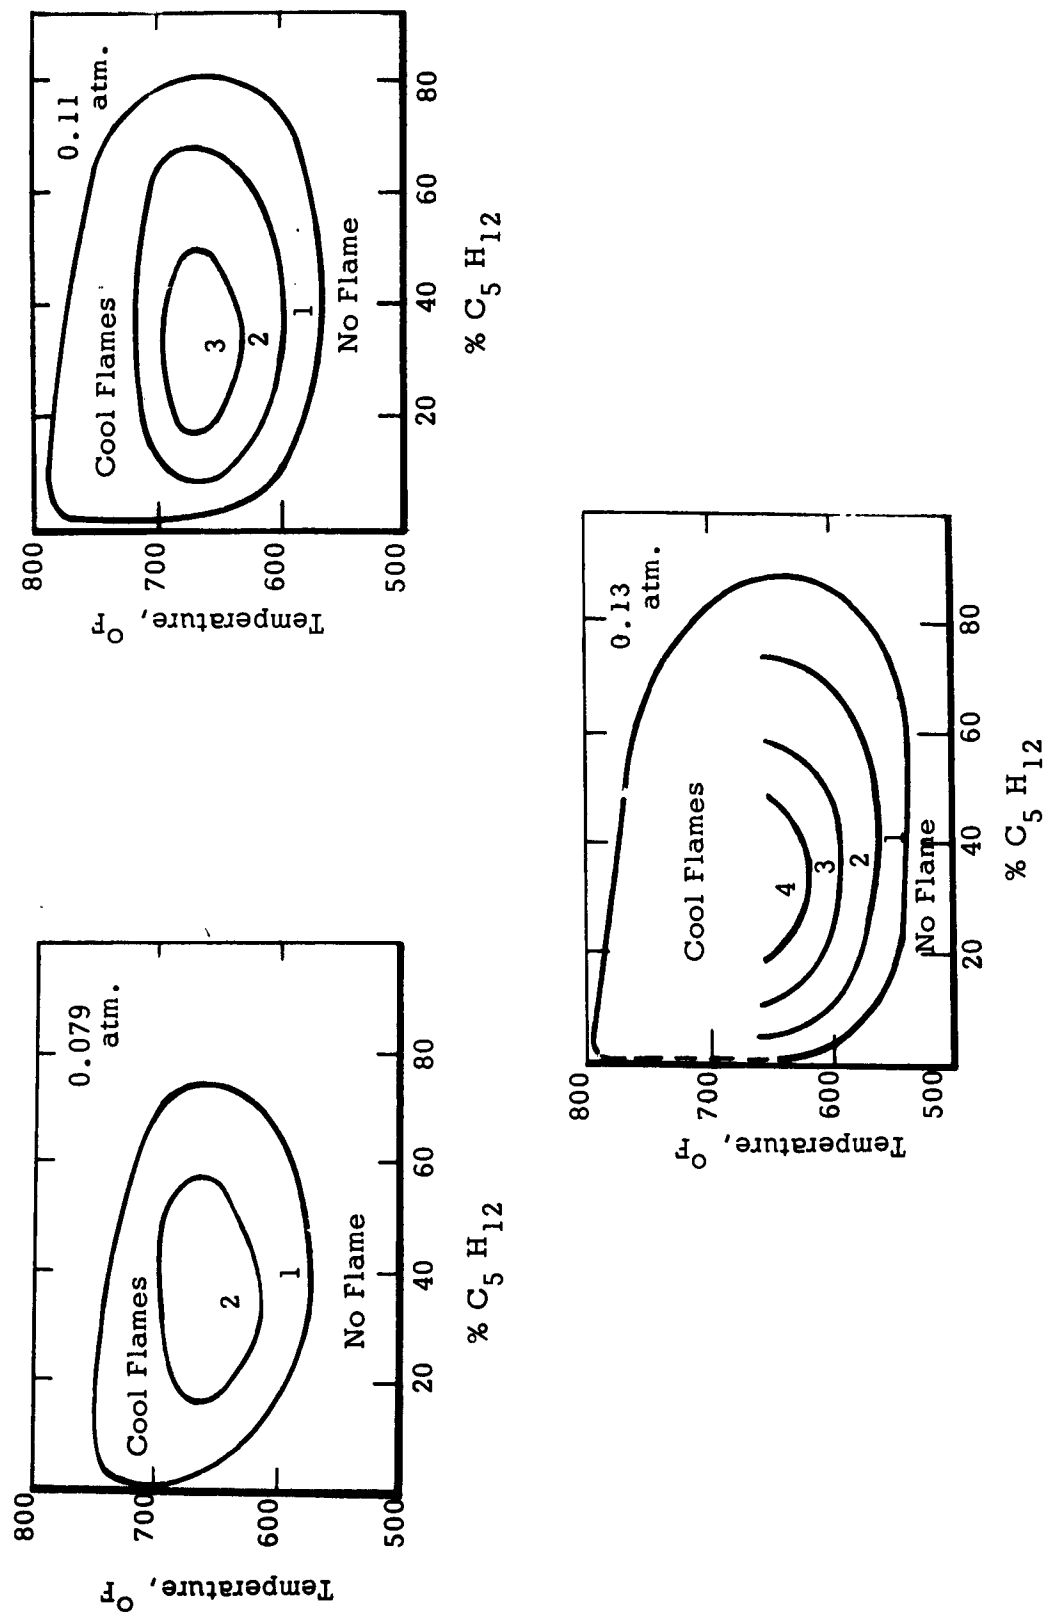 0.079
atm.
Cool Flames
2
1
No Flame
800
700
600
500
Temperature, °F
20
40
60
80
% C5 H12
0.11
atm.
Cool Flames
3
2
1
No Flame
800
700
600
500
Temperature, °F
20
40
60
80
% C5 H12
0.13
atm.
Cool Flames
4
3
2
1
No Flame
800
700
600
500
Temperature, °F
20
40
60
80
% C5 H12